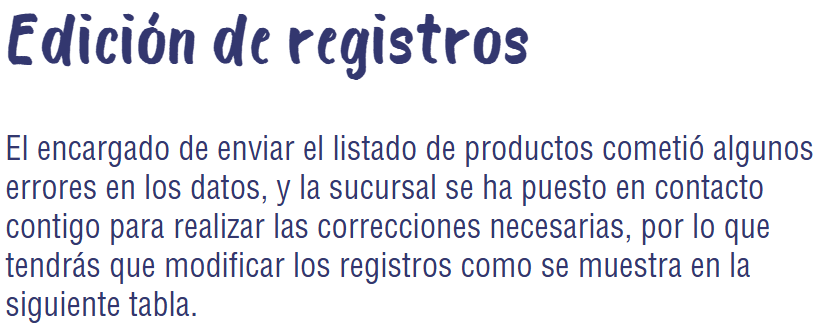 Edición de registros
El encargado de enviar el listado de productos cometió algunos
errores en los datos, y la sucursal se ha puesto en contacto
contigo para realizar las correcciones necesarias, por lo que
tendrás que modificar los registros como se muestra en la
siguiente tabla.